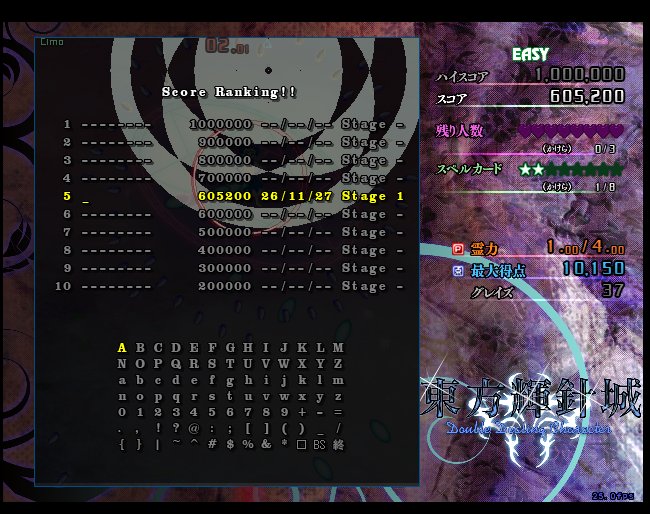 Cimo
02.01
Score Ranking!!
1 -------- 1000000 --/--/-- Stage -
2 -------- 900000 --/--/-- Stage -
3 -------- 800000 --/--/-- Stage -
4 -------- 700000 --/--/-- Stage -
5 _ 605200 26/11/27 Stage 1
6 -------- 600000 --/--/-- Stage -
7 -------- 500000 --/--/-- Stage -
8 -------- 400000 --/--/-- Stage -
9 -------- 300000 --/--/-- Stage -
10 -------- 200000 --/--/-- Stage -
A B C D E F G H I J K L M
N O P Q R S T U V W X Y Z
a b c d e f g h i j k l m
n o p q r s t u v w x y z
0 1 2 3 4 5 6 7 8 9 + - =
. , ! ? @ : ; [ ] ( ) _ /
{ } | ~ ^ # $ % & * □ BS 終
EASY
ハイスコア 1,000,000
スコア 605,200
残り人数
(かけら) 0/3
スペルカード ★★
(かけら) 1/8
P 霊力 1.00/4.00
最大得点 10,150
グレイズ 37
東方輝針城
Double Dealing Character
25.0fps